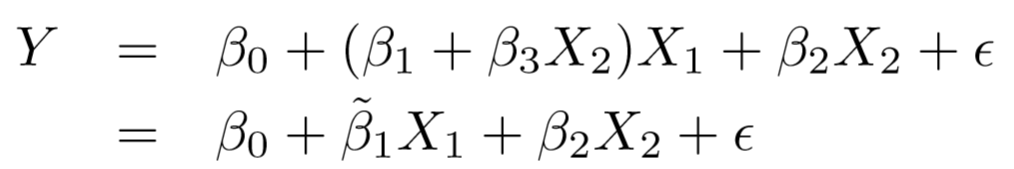 Y = β₀ + (β₁ + β₃X₂)X₁ + β₂X₂ + ϵ
= β₀ + β̃₁X₁ + β₂X₂ + ϵ